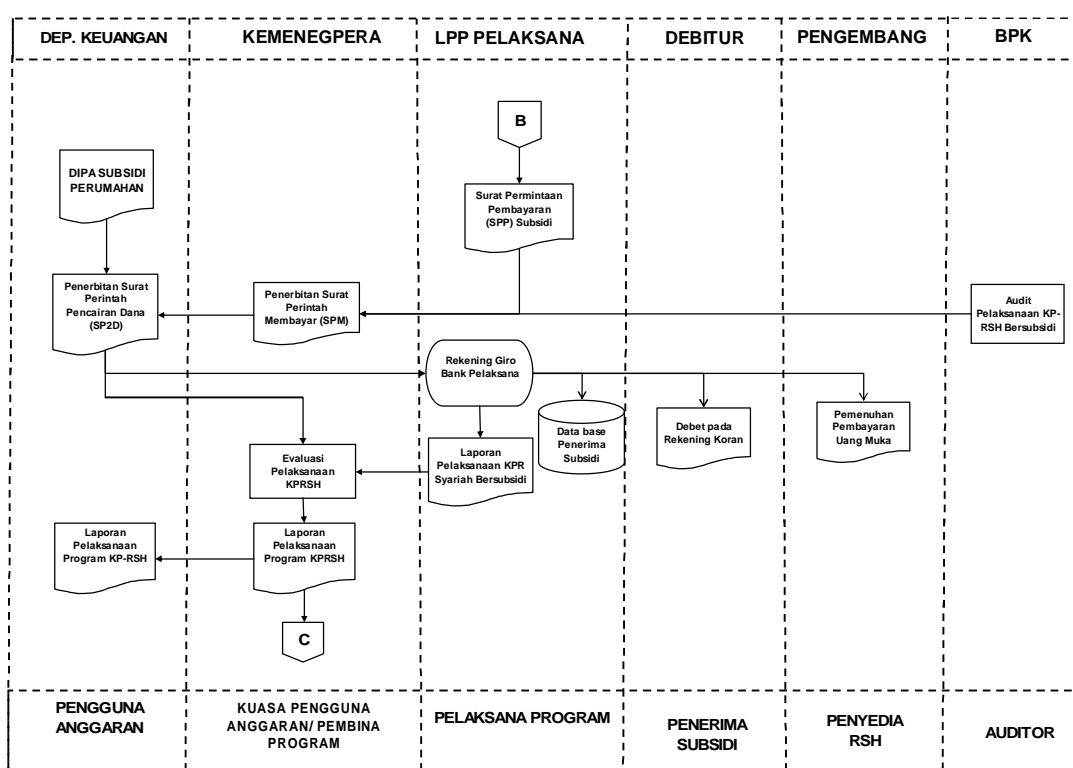 DEP. KEUANGAN
KEMENEGPERA
LPP PELAKSANA
DEBITUR
PENGEMBANG
BPK
B
DIPA SUBSIDI
PERUMAHAN
Surat Permintaan
Pembayaran
(SPP) Subsidi
Penerbitan Surat
Perintah
Pencairan Dana
(SP2D)
Penerbitan Surat
Perintah
Membayar (SPM)
Audit
Pelaksanaan KP-
RSH Bersubsidi
Rekening Giro
Bank Pelaksana
Data base
Penerima
Subsidi
Debet pada
Rekening Koran
Pemenuhan
Pembayaran
Uang Muka
Evaluasi
Pelaksanaan
KPRSH
Laporan
Pelaksanaan KPR
Syariah Bersubsidi
Laporan
Pelaksanaan
Program KP-RSH
Laporan
Pelaksanaan
Program KPRSH
C
PENGGUNA
ANGGARAN
KUASA PENGGUNA
ANGGARAN/ PEMBINA
PROGRAM
PELAKSANA PROGRAM
PENERIMA
SUBSIDI
PENYEDIA
RSH
AUDITOR